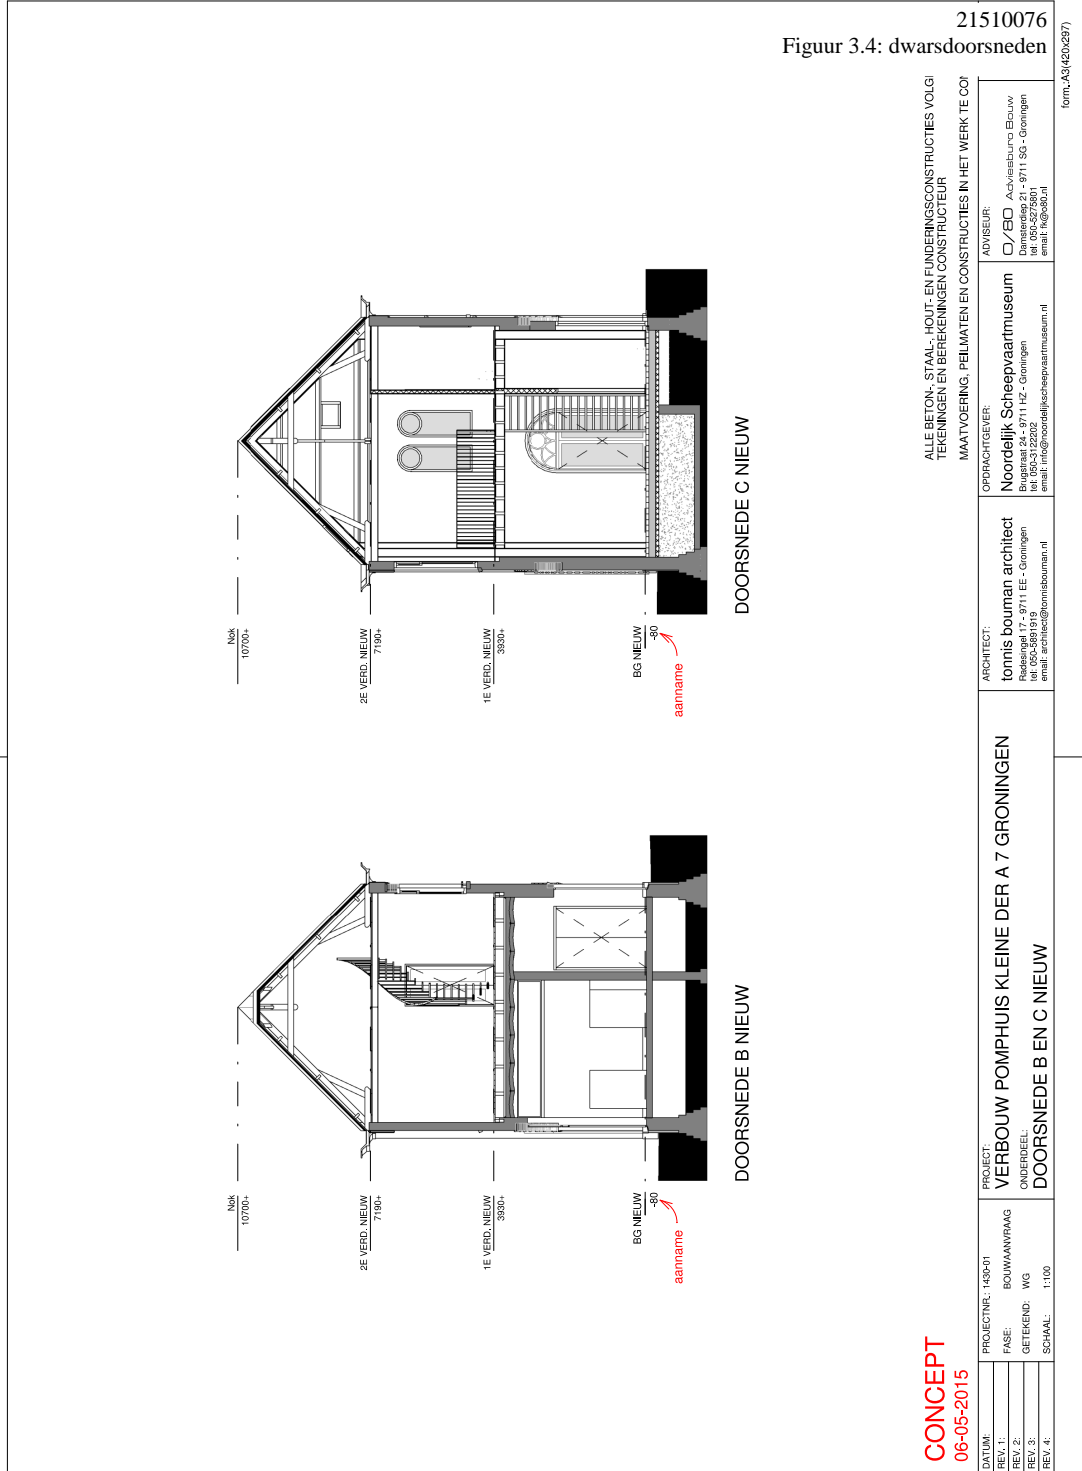 21510076
Figuur 3.4: dwarsdoorsneden
form.:A3(420x297)
Nok
10700+
2E VERD. NIEUW
7190+
1E VERD. NIEUW
3930+
BG NIEUW
-80
aanname
DOORSNEDE B NIEUW
Nok
10700+
2E VERD. NIEUW
7190+
1E VERD. NIEUW
3930+
BG NIEUW
-80
aanname
DOORSNEDE C NIEUW
ALLE BETON-, STAAL-, HOUT- EN FUNDERINGSCONSTRUCTIES VOLG
TEKENINGEN EN BEREKENINGEN CONSTRUCTEUR
MAATVOERING, PEILMATEN EN CONSTRUCTIES IN HET WERK TE CO
CONCEPT
06-05-2015
DATUM:
REV. 1:
REV. 2:
REV. 3:
REV. 4:
PROJECTNR.: 1430-01
FASE: BOUWAANVRAAG
GETEKEND: WG
SCHAAL: 1:100
PROJECT:
VERBOUW POMPHUIS KLEINE DER A 7 GRONINGEN
ONDERDEEL:
DOORSNEDE B EN C NIEUW
ARCHITECT:
tonnis bouman architect
Radesingel 17 - 9711 EE - Groningen
tel: 050-5891919
email: architect@tonnisbouman.nl
OPDRACHTGEVER:
Noordelijk Scheepvaartmuseum
Brugstraat 24 - 9711 HZ - Groningen
tel: 050-3122202
email: info@noordelijkscheepvaartmuseum.nl
ADVISEUR:
O/80 Adviesburo Bouw
Damsterdiep 21 - 9711 SG - Groningen
tel: 050-5275801
email: fk@o80.nl